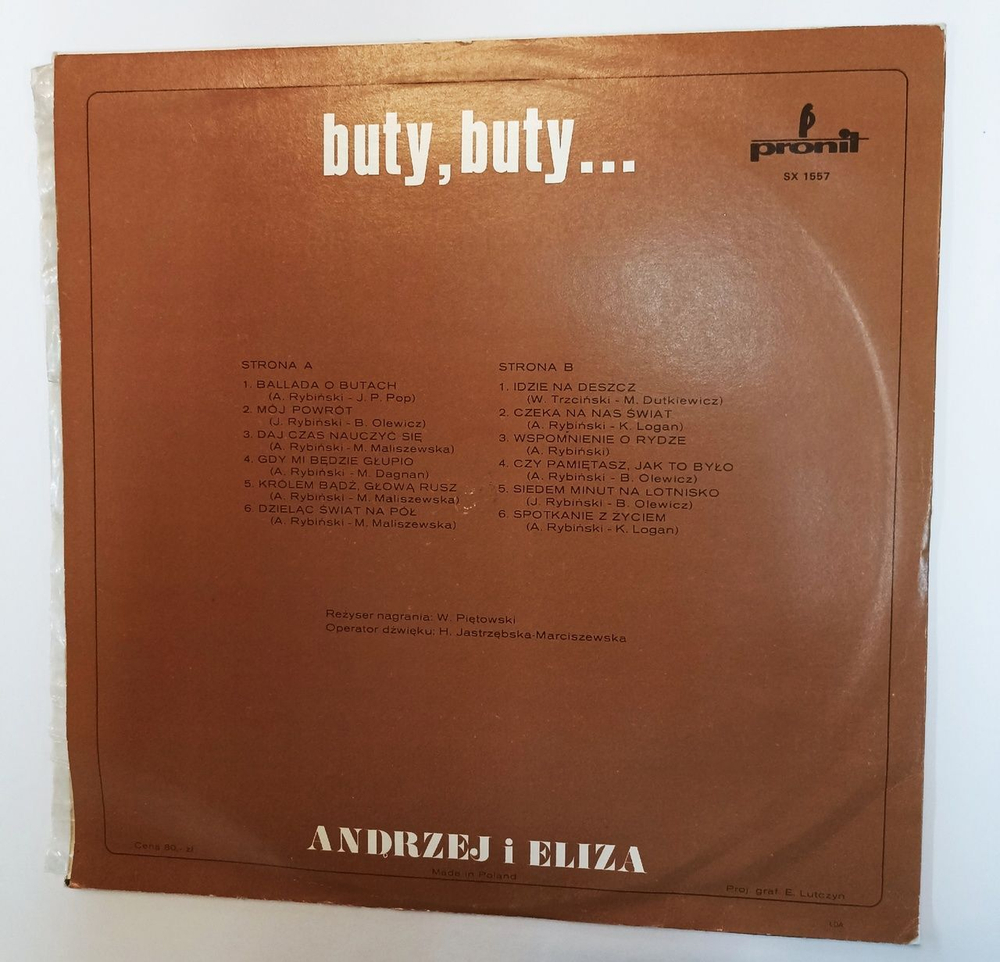 buty, buty...
pronit
SX 1557
STRONA A
1. BALLADA O BUTACH
(A. Rybiński - J. P. Pop)
2. MÓJ POWRÓT
(J. Rybiński - B. Olewicz)
3. DAJ CZAS NAUCZYĆ SIĘ
(A. Rybiński - M. Maliszewska)
4. GDY MI BĘDZIE GŁUPIO
(A. Rybiński - M. Dagnan)
5. KRÓLEM BĄDŹ, GŁOWĄ RUSZ
(A. Rybiński - M. Maliszewska)
6. DZIELĄC ŚWIAT NA PÓŁ
(A. Rybiński - M. Maliszewska)
STRONA B
1. IDZIE NA DESZCZ
(W. Trzciński - M. Dutkiewicz)
2. CZEKA NA NAS ŚWIAT
(A. Rybiński - K. Logan)
3. WSPOMNIENIE O RYDZE
(A. Rybiński)
4. CZY PAMIĘTASZ, JAK TO BYŁO
(A. Rybiński - B. Olewicz)
5. SIEDEM MINUT NA LOTNISKO
(J. Rybiński - B. Olewicz)
6. SPOTKANIE Z ŻYCIEM
(A. Rybiński - K. Logan)
Reżyser nagrania: W. Piętowski
Operator dźwięku: H. Jastrzębska-Marciszewska
ANDRZEJ i ELIZA
Cena 80,- zł
Made in Poland
Proj. graf. E. Lutczyn